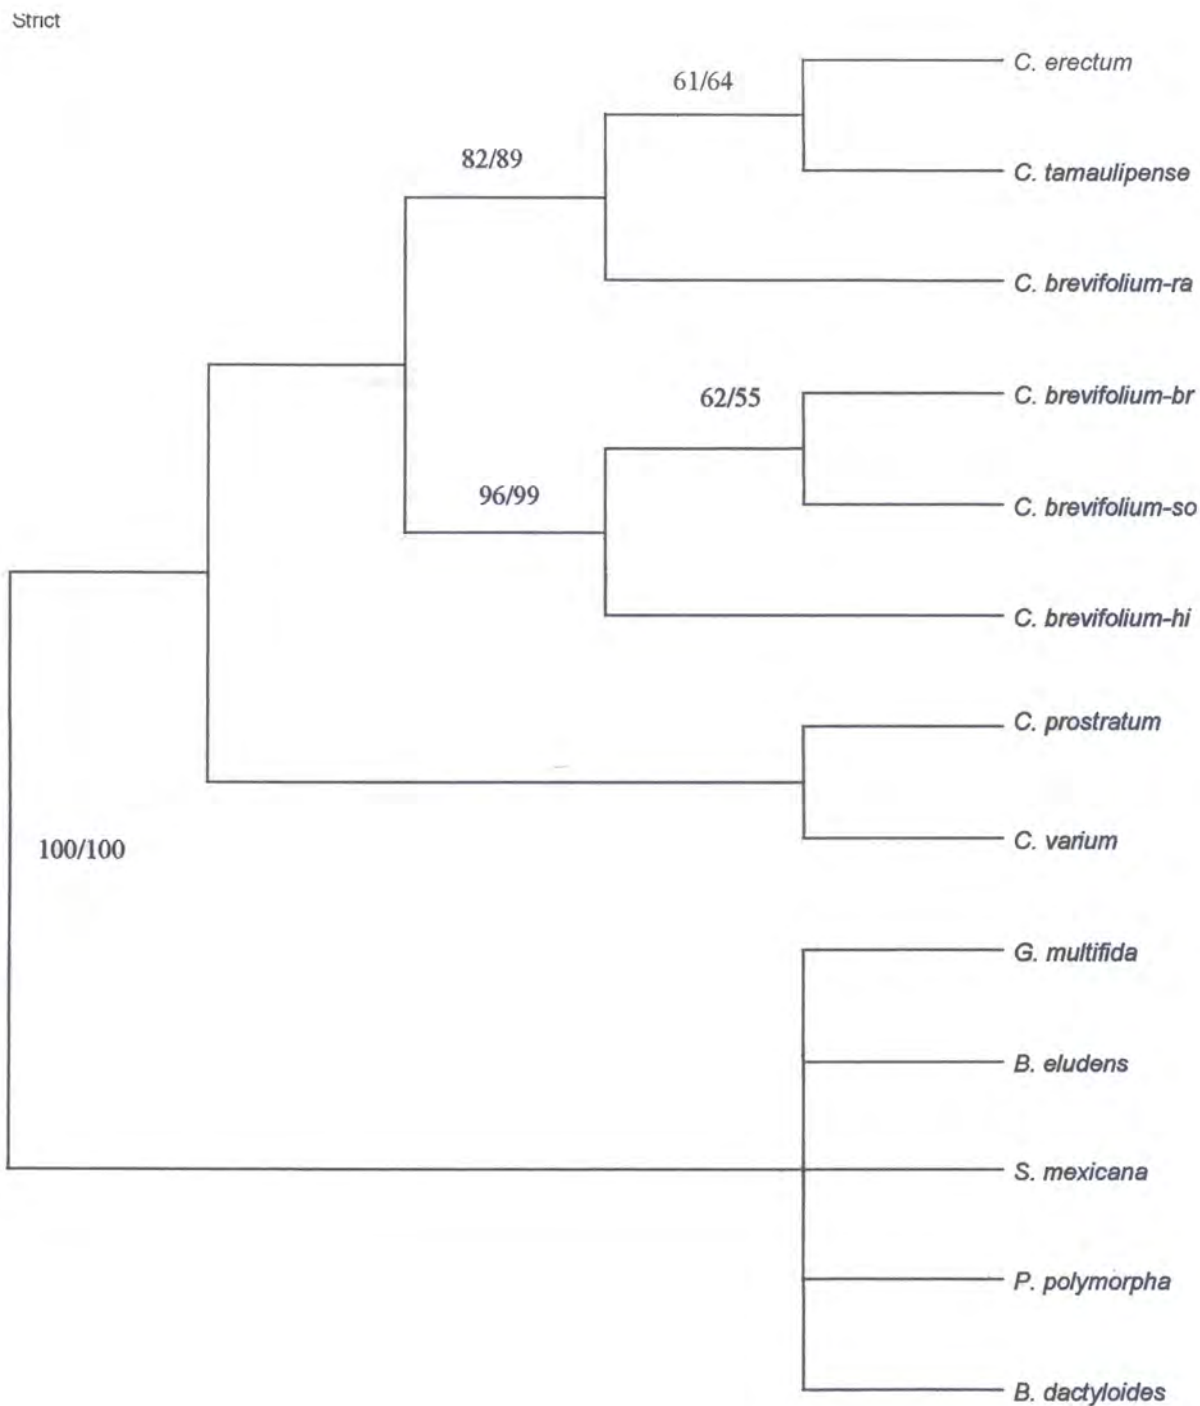 Strict
C. erectum
61/64
82/89
C. tamaulipense
C. brevifolium-ra
62/55
C. brevifolium-br
96/99
C. brevifolium-so
C. brevifolium-hi
C. prostratum
C. varium
100/100
G. multifida
B. eludens
S. mexicana
P. polymorpha
B. dactyloides